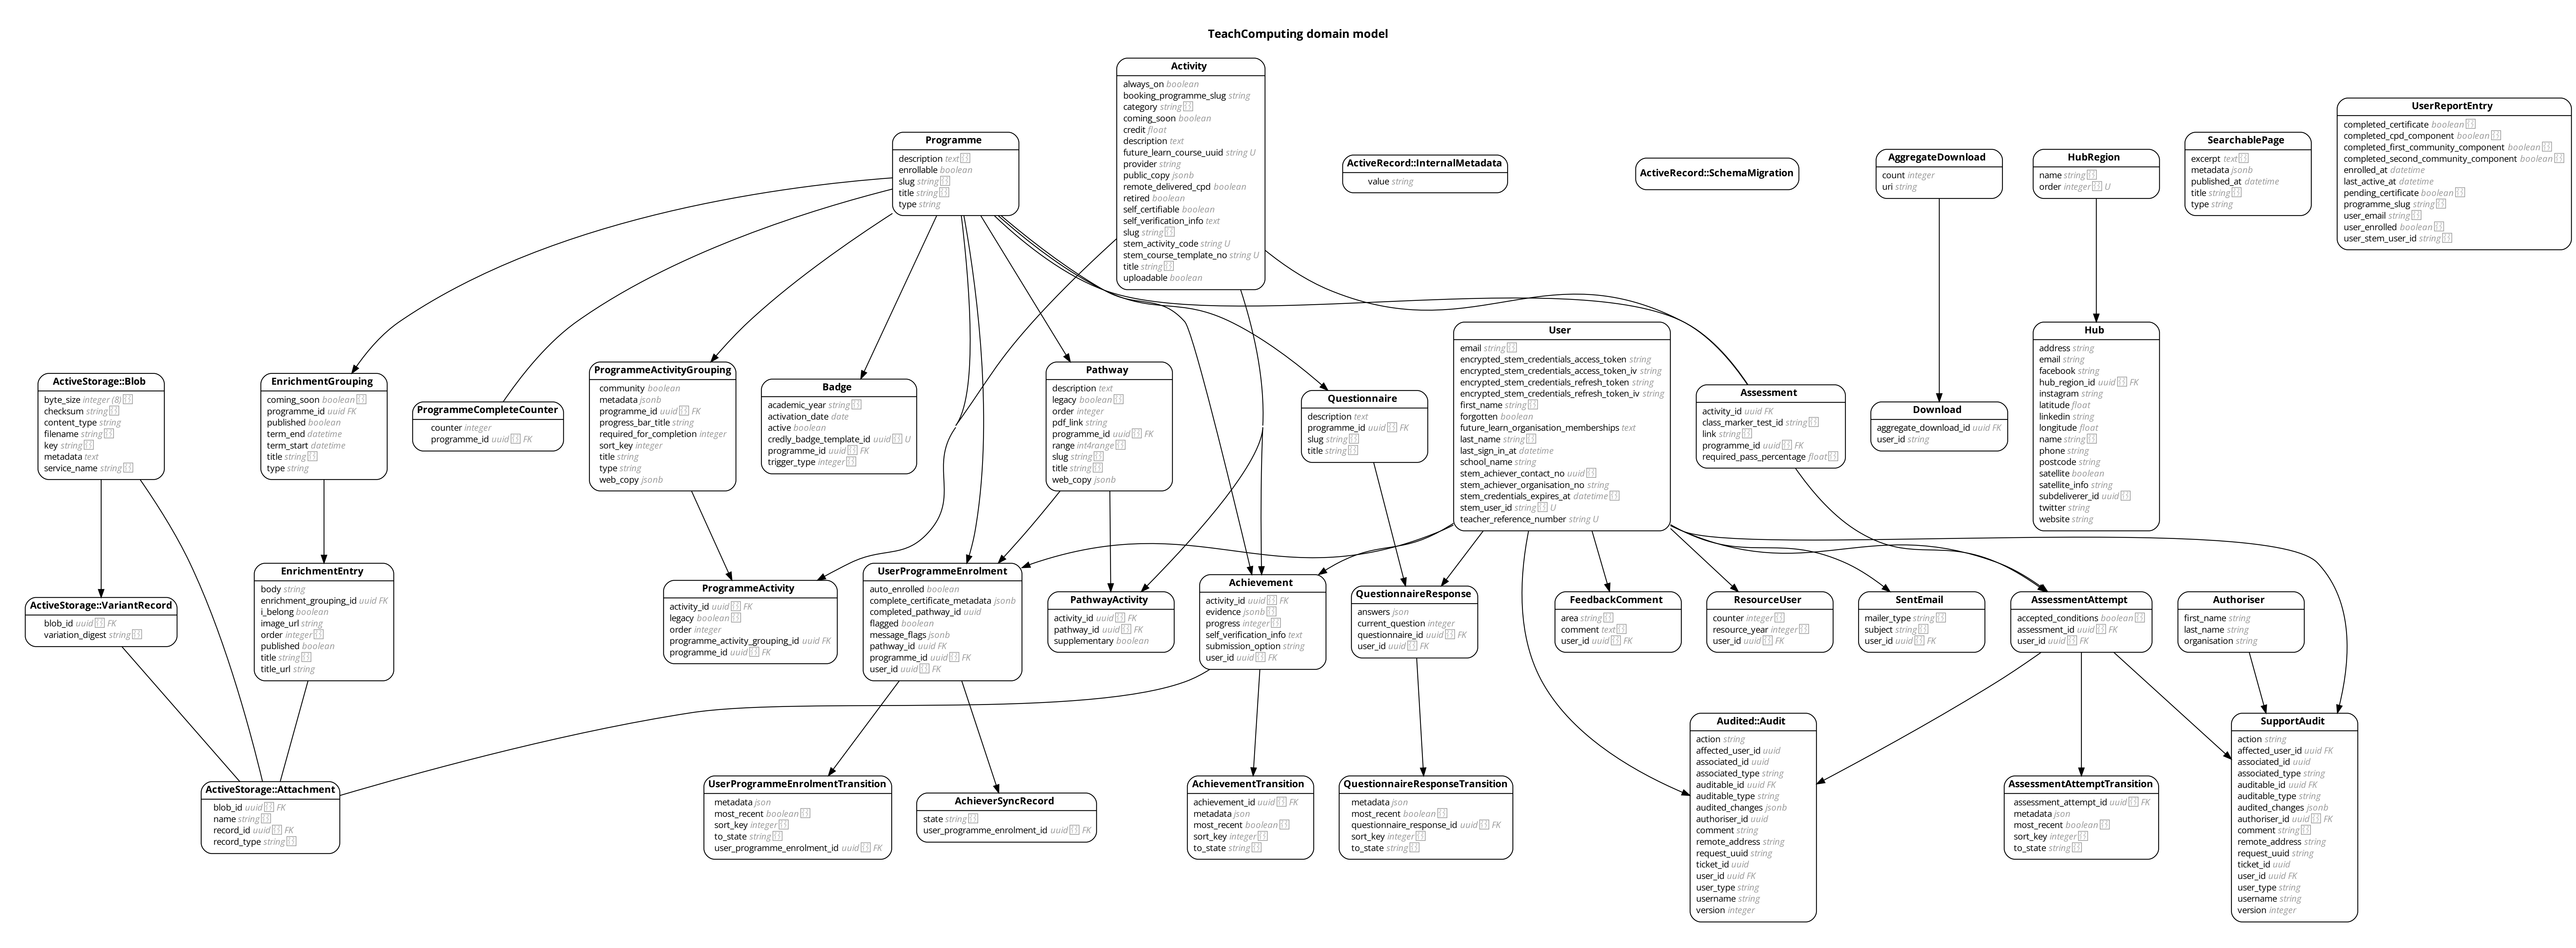 TeachComputing domain model
Activity
always_on boolean
booking_programme_slug string
category string
coming_soon boolean
credit float
description text
future_learn_course_uuid string U
provider string
public_copy jsonb
remote_delivered_cpd boolean
retired boolean
self_certifiable boolean
self_verification_info text
slug string
stem_activity_code string U
stem_course_template_no string U
title string
uploadable boolean
Programme
description text
enrollable boolean
slug string
title string
type string
ActiveRecord::InternalMetadata
value string
ActiveRecord::SchemaMigration
AggregateDownload
count integer
uri string
HubRegion
name string
order integer U
SearchablePage
excerpt text
metadata jsonb
published_at datetime
title string
type string
UserReportEntry
completed_certificate boolean
completed_cpd_component boolean
completed_first_community_component boolean
completed_second_community_component boolean
enrolled_at datetime
last_active_at datetime
pending_certificate boolean
programme_slug string
user_email string
user_enrolled boolean
user_stem_user_id string
ActiveStorage::Blob
byte_size integer (8)
checksum string
content_type string
filename string
key string
metadata text
service_name string
EnrichmentGrouping
coming_soon boolean
programme_id uuid FK
published boolean
term_end datetime
term_start datetime
title string
type string
ProgrammeCompleteCounter
counter integer
programme_id uuid FK
ProgrammeActivityGrouping
community boolean
metadata jsonb
programme_id uuid FK
progress_bar_title string
required_for_completion integer
sort_key integer
title string
type string
web_copy jsonb
Badge
academic_year string
activation_date date
active boolean
credly_badge_template_id uuid U
programme_id uuid FK
trigger_type integer
Pathway
description text
legacy boolean
order integer
pdf_link string
programme_id uuid FK
range int4range
slug string
title string
web_copy jsonb
Questionnaire
description text
programme_id uuid FK
slug string
title string
User
email string
encrypted_stem_credentials_access_token string
encrypted_stem_credentials_access_token_iv string
encrypted_stem_credentials_refresh_token string
encrypted_stem_credentials_refresh_token_iv string
first_name string
forgotten boolean
future_learn_organisation_memberships text
last_name string
last_sign_in_at datetime
school_name string
stem_achiever_contact_no uuid
stem_achiever_organisation_no string
stem_credentials_expires_at datetime
stem_user_id string U
teacher_reference_number string U
Assessment
activity_id uuid FK
class_marker_test_id string
link string
programme_id uuid FK
required_pass_percentage float
Download
aggregate_download_id uuid FK
user_id string
Hub
address string
email string
facebook string
hub_region_id uuid FK
instagram string
latitude float
linkedin string
longitude float
name string
phone string
postcode string
satellite boolean
satellite_info string
subdeliverer_id uuid
twitter string
website string
ActiveStorage::VariantRecord
blob_id uuid FK
variation_digest string
EnrichmentEntry
body string
enrichment_grouping_id uuid FK
i_belong boolean
image_url string
order integer
published boolean
title string
title_url string
ProgrammeActivity
activity_id uuid FK
legacy boolean
order integer
programme_activity_grouping_id uuid FK
programme_id uuid FK
UserProgrammeEnrolment
auto_enrolled boolean
complete_certificate_metadata jsonb
completed_pathway_id uuid
flagged boolean
message_flags jsonb
pathway_id uuid FK
programme_id uuid FK
user_id uuid FK
PathwayActivity
activity_id uuid FK
pathway_id uuid FK
supplementary boolean
Achievement
activity_id uuid FK
evidence jsonb
progress integer
self_verification_info text
submission_option string
user_id uuid FK
QuestionnaireResponse
answers json
current_question integer
questionnaire_id uuid FK
user_id uuid FK
FeedbackComment
area string
comment text
user_id uuid FK
ResourceUser
counter integer
resource_year integer
user_id uuid FK
SentEmail
mailer_type string
subject string
user_id uuid FK
AssessmentAttempt
accepted_conditions boolean
assessment_id uuid FK
user_id uuid FK
Authoriser
first_name string
last_name string
organisation string
ActiveStorage::Attachment
blob_id uuid FK
name string
record_id uuid FK
record_type string
UserProgrammeEnrolmentTransition
metadata json
most_recent boolean
sort_key integer
to_state string
user_programme_enrolment_id uuid FK
AchieverSyncRecord
state string
user_programme_enrolment_id uuid FK
AchievementTransition
achievement_id uuid FK
metadata json
most_recent boolean
sort_key integer
to_state string
QuestionnaireResponseTransition
metadata json
most_recent boolean
questionnaire_response_id uuid FK
sort_key integer
to_state string
Audited::Audit
action string
affected_user_id uuid
associated_id uuid
associated_type string
auditable_id uuid FK
auditable_type string
audited_changes jsonb
authoriser_id uuid
comment string
remote_address string
request_uuid string
ticket_id uuid
user_id uuid FK
user_type string
username string
version integer
AssessmentAttemptTransition
assessment_attempt_id uuid FK
metadata json
most_recent boolean
sort_key integer
to_state string
SupportAudit
action string
affected_user_id uuid FK
associated_id uuid
associated_type string
auditable_id uuid FK
auditable_type string
audited_changes jsonb
authoriser_id uuid FK
comment string
remote_address string
request_uuid string
ticket_id uuid
user_id uuid FK
user_type string
username string
version integer